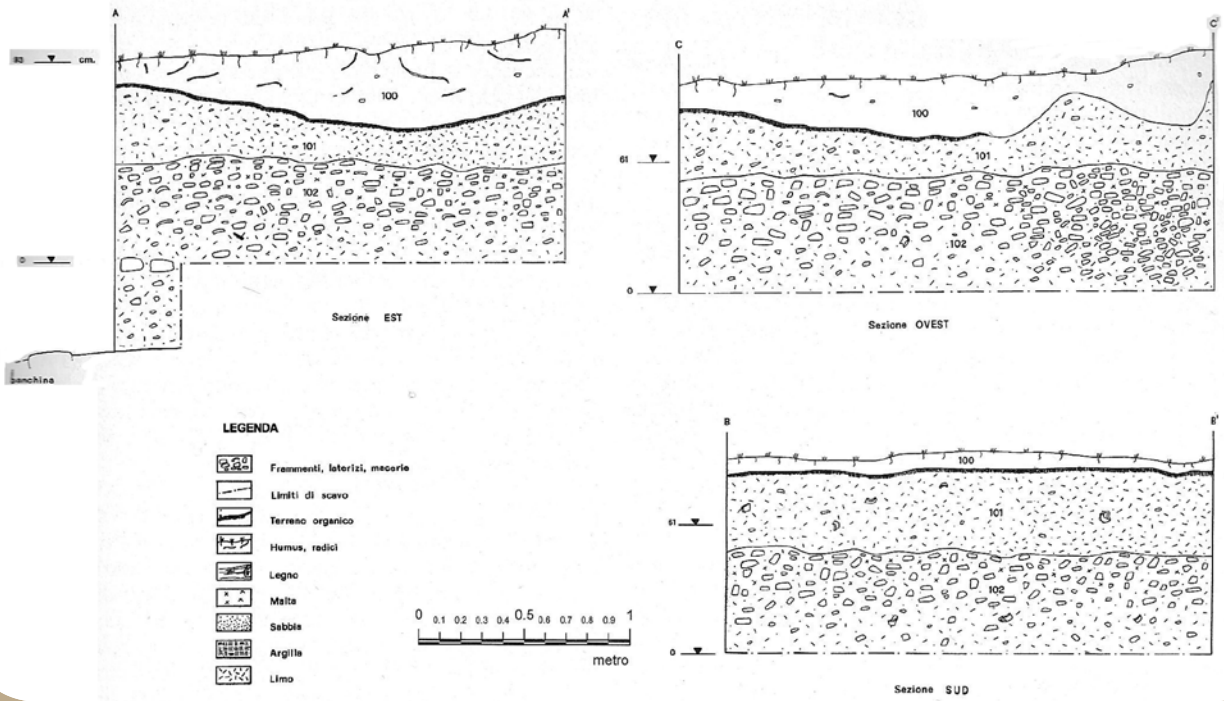 A
A'
93
cm.
100
101
102
0
banchina
Sezione EST
C
C'
100
61
101
102
0
Sezione OVEST
LEGENDA
Frammenti, laterizi, macerie
Limiti di scavo
Terreno organico
Humus, radici
Legno
Malta
Sabbia
Argilla
Limo
0 0.1 0.2 0.3 0.4 0.5 0.6 0.7 0.8 0.9 1
metro
B
B'
100
101
61
102
0
Sezione SUD